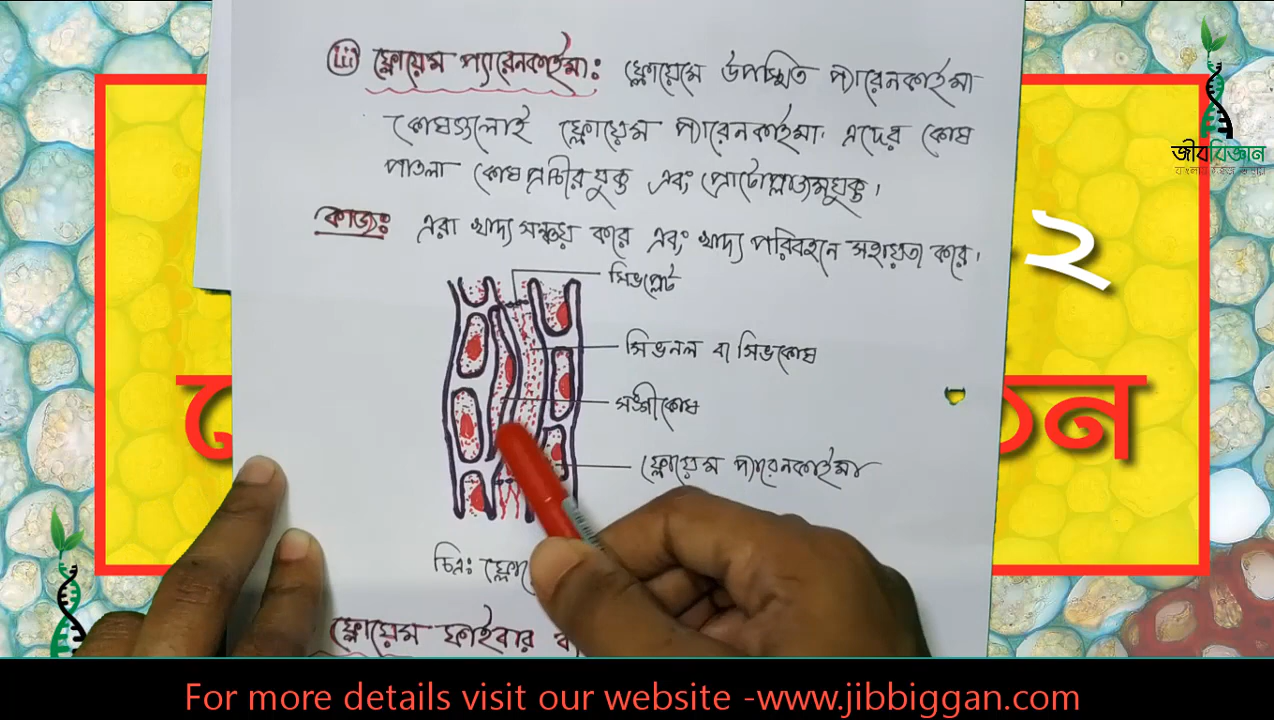 iii ফ্লোয়েম প্যারেনকাইমা: ফ্লোয়েমে উপস্থিত প্যারেনকাইমা
কোষগুলোই ফ্লোয়েম প্যারেনকাইমা। এদের কোষ
পাতলা কোষপ্রাচীরযুক্ত এবং প্রোটোপ্লাজমযুক্ত।
কাজঃ এরা খাদ্য সঞ্চয় করে এবং খাদ্য পরিবহনে সহায়তা করে।
সিভপ্লেট
সিভনল বা সিভকোষ
সঙ্গীকোষ
ফ্লোয়েম প্যারেনকাইমা
চিত্রঃ
ফ্লোয়েম ফাইবার
জীববিজ্ঞান
-২
For more details visit our website -www.jibbiggan.com